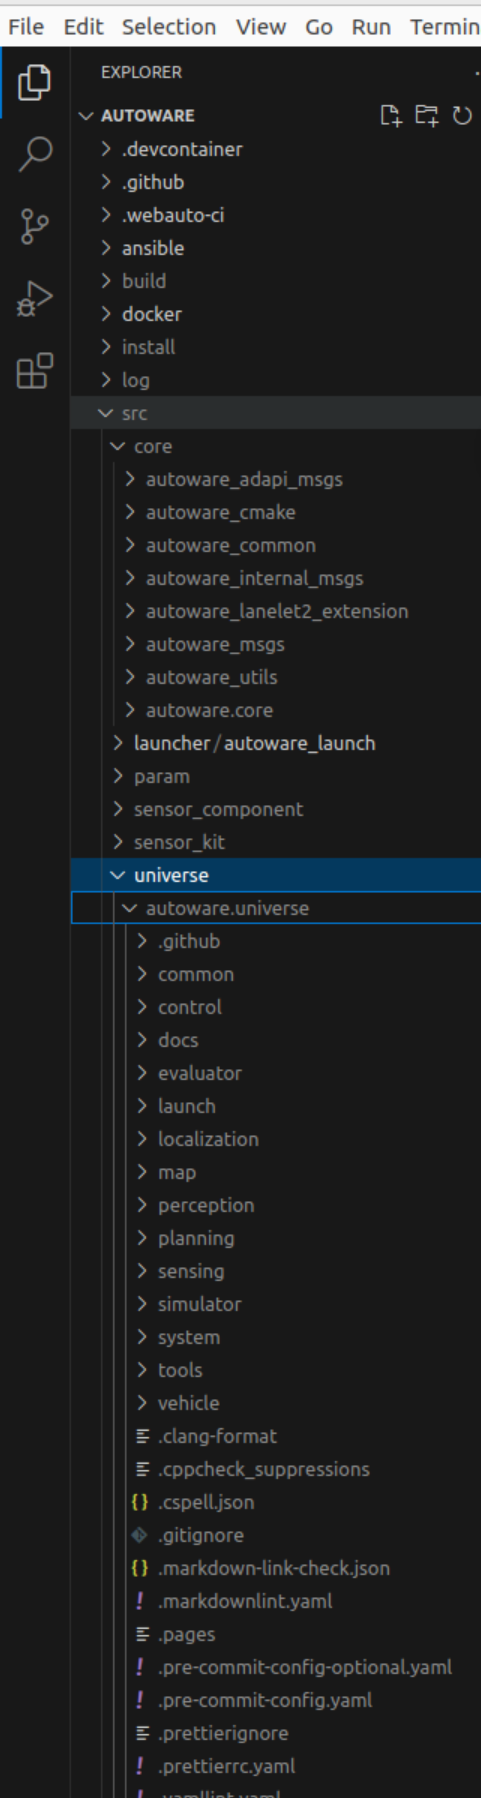 File Edit Selection View Go Run Termin
EXPLORER
AUTOWARE
.devcontainer
.github
.webauto-ci
ansible
build
docker
install
log
src
core
autoware_adapi_msgs
autoware_cmake
autoware_common
autoware_internal_msgs
autoware_lanelet2_extension
autoware_msgs
autoware_utils
autoware.core
launcher/autoware_launch
param
sensor_component
sensor_kit
universe
autoware.universe
.github
common
control
docs
evaluator
launch
localization
map
perception
planning
sensing
simulator
system
tools
vehicle
.clang-format
.cppcheck_suppressions
.cspell.json
.gitignore
.markdown-link-check.json
.markdownlint.yaml
.pages
.pre-commit-config-optional.yaml
.pre-commit-config.yaml
.prettierignore
.prettierrc.yaml